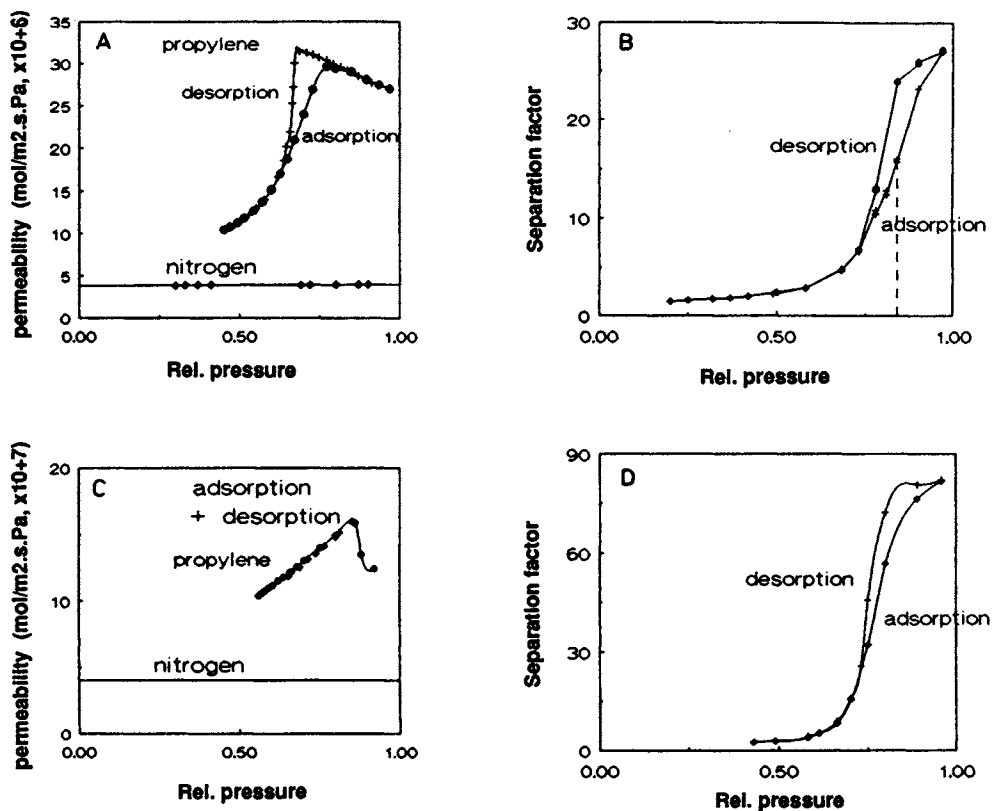 A
permeability (mol/m2.s.Pa, x10+6)
35
30
25
20
15
10
5
0
propylene
desorption
adsorption
nitrogen
0.00
0.50
1.00
Rel. pressure
B
Separation factor
30
20
10
0
desorption
adsorption
0.00
0.50
1.00
Rel. pressure
C
permeability (mol/m2.s.Pa, x10+7)
20
10
0
adsorption
+ desorption
propylene
nitrogen
0.00
0.50
1.00
Rel. pressure
D
Separation factor
90
60
30
0
desorption
adsorption
0.00
0.50
1.00
Rel. pressure